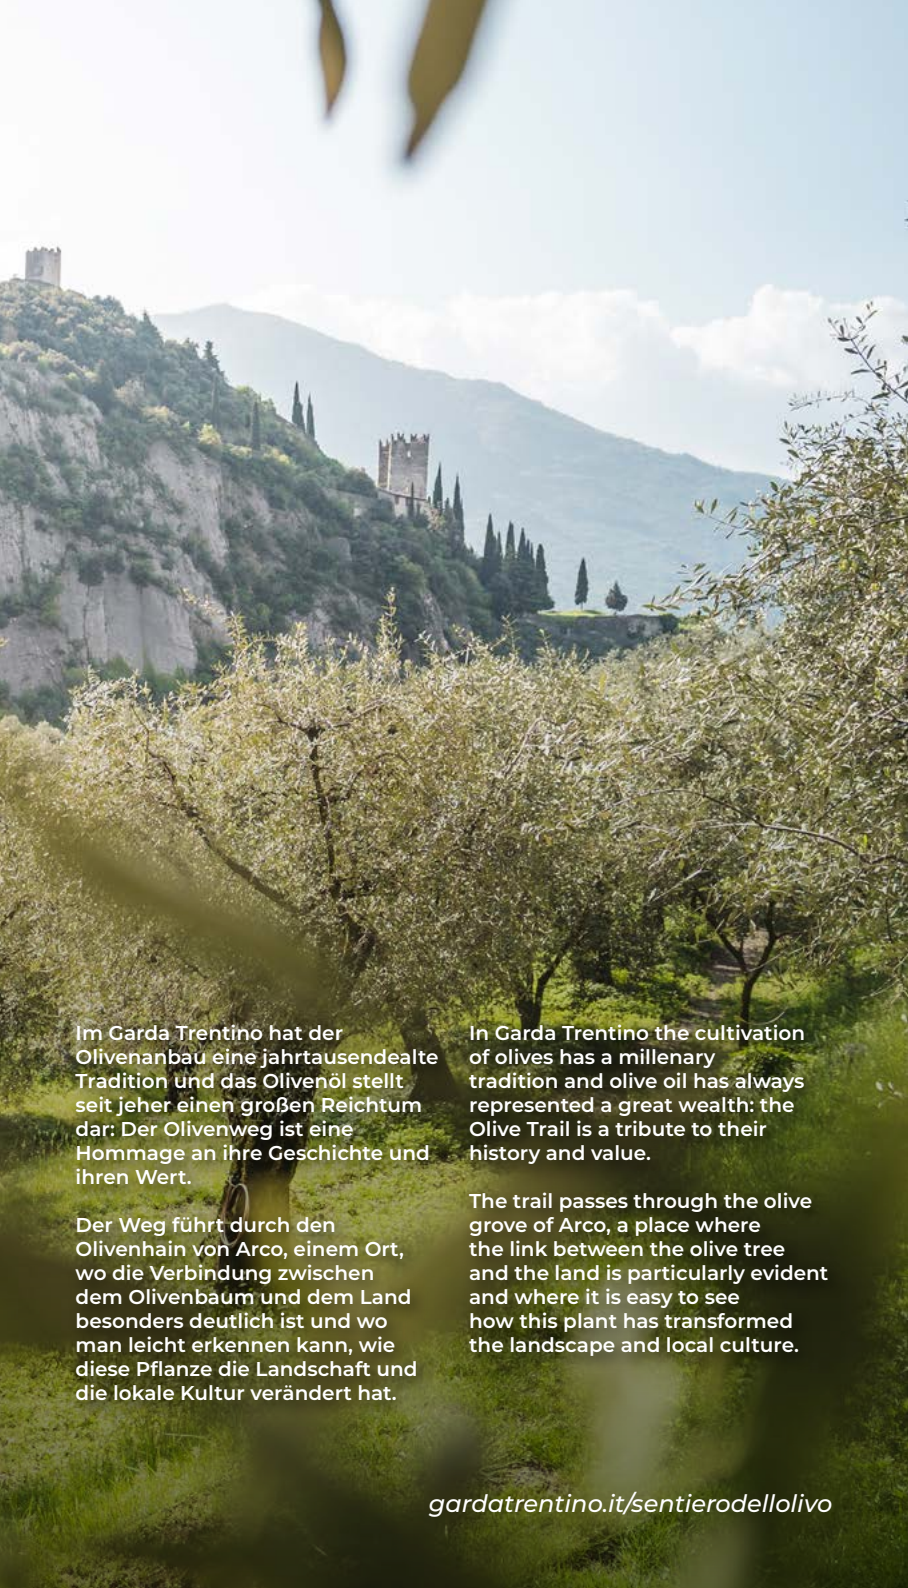 Im Garda Trentino hat der
Olivenanbau eine jahrtausendealte
Tradition und das Olivenöl stellt
seit jeher einen großen Reichtum
dar: Der Olivenweg ist eine
Hommage an ihre Geschichte und
ihren Wert.
Der Weg führt durch den
Olivenhain von Arco, einem Ort,
wo die Verbindung zwischen
dem Olivenbaum und dem Land
besonders deutlich ist und wo
man leicht erkennen kann, wie
diese Pflanze die Landschaft und
die lokale Kultur verändert hat.
In Garda Trentino the cultivation
of olives has a millenary
tradition and olive oil has always
represented a great wealth: the
Olive Trail is a tribute to their
history and value.
The trail passes through the olive
grove of Arco, a place where
the link between the olive tree
and the land is particularly evident
and where it is easy to see
how this plant has transformed
the landscape and local culture.
gardatrentino.it/sentierodellolivo